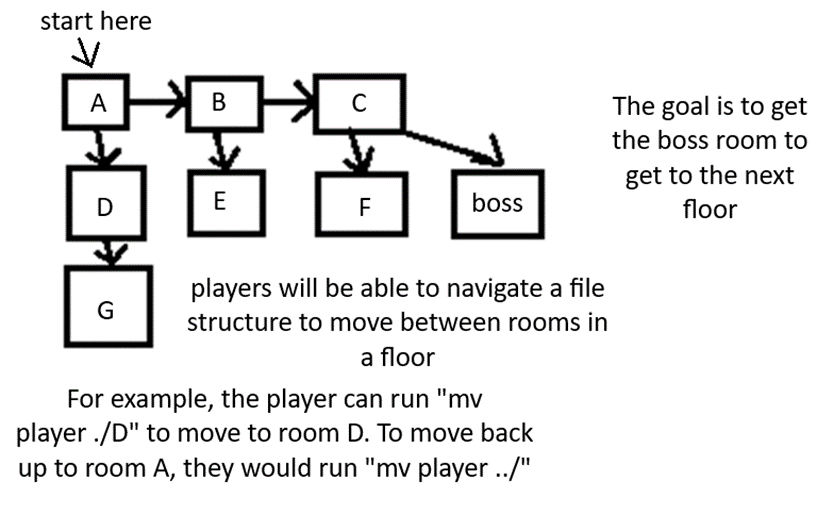 start here
A
B
C
The goal is to get
the boss room to
get to the next
floor
D
E
F
boss
G
players will be able to navigate a file
structure to move between rooms in
a floor
For example, the player can run "mv
player ./D" to move to room D. To move back
up to room A, they would run "mv player ../"